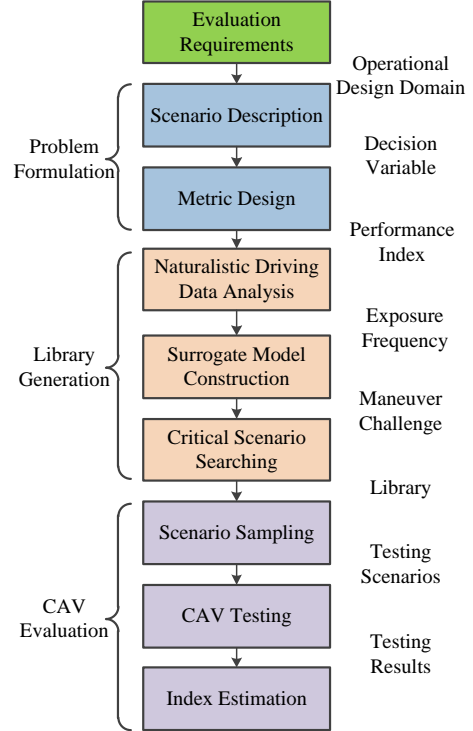 Evaluation
Requirements
Operational
Design Domain
Scenario Description
Problem
Formulation
Decision
Variable
Metric Design
Performance
Index
Naturalistic Driving
Data Analysis
Exposure
Frequency
Library
Generation
Surrogate Model
Construction
Maneuver
Challenge
Critical Scenario
Searching
Library
Scenario Sampling
Testing
Scenarios
CAV
Evaluation
CAV Testing
Testing
Results
Index Estimation